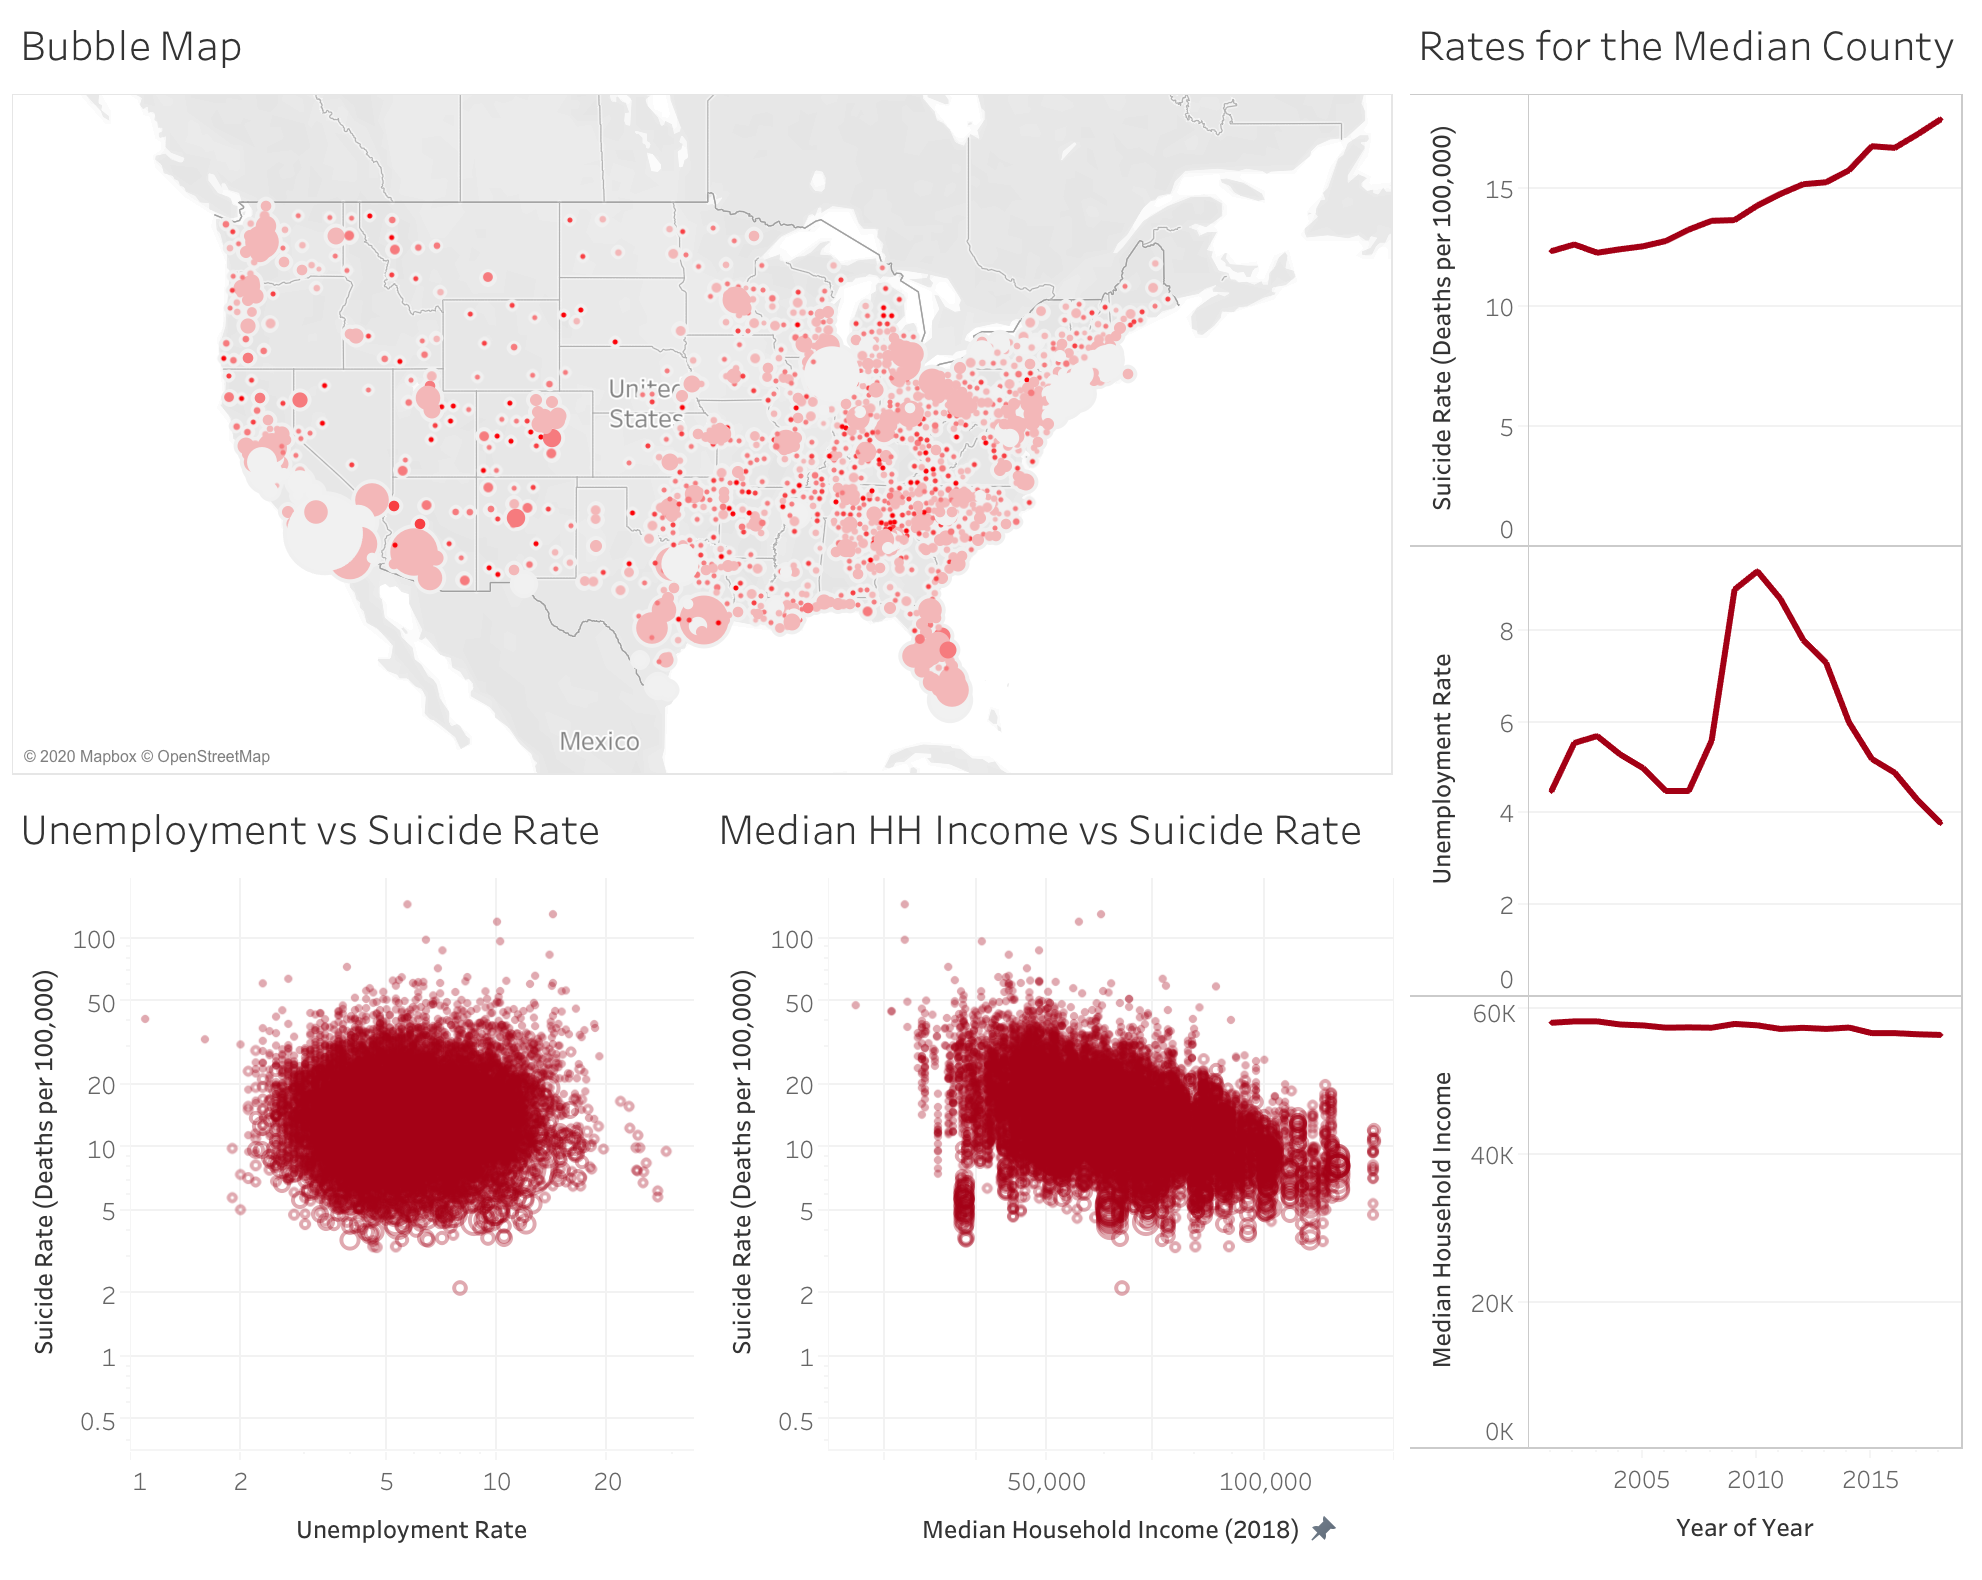 Bubble Map
United
States
Mexico
© 2020 Mapbox © OpenStreetMap
Rates for the Median County
Suicide Rate (Deaths per 100,000)
15
10
5
0
Unemployment Rate
8
6
4
2
0
Median Household Income
60K
40K
20K
0K
2005
2010
2015
Year of Year
Unemployment vs Suicide Rate
Suicide Rate (Deaths per 100,000)
100
50
20
10
5
2
1
0.5
1
2
5
10
20
Unemployment Rate
Median HH Income vs Suicide Rate
Suicide Rate (Deaths per 100,000)
100
50
20
10
5
2
1
0.5
50,000
100,000
Median Household Income (2018)